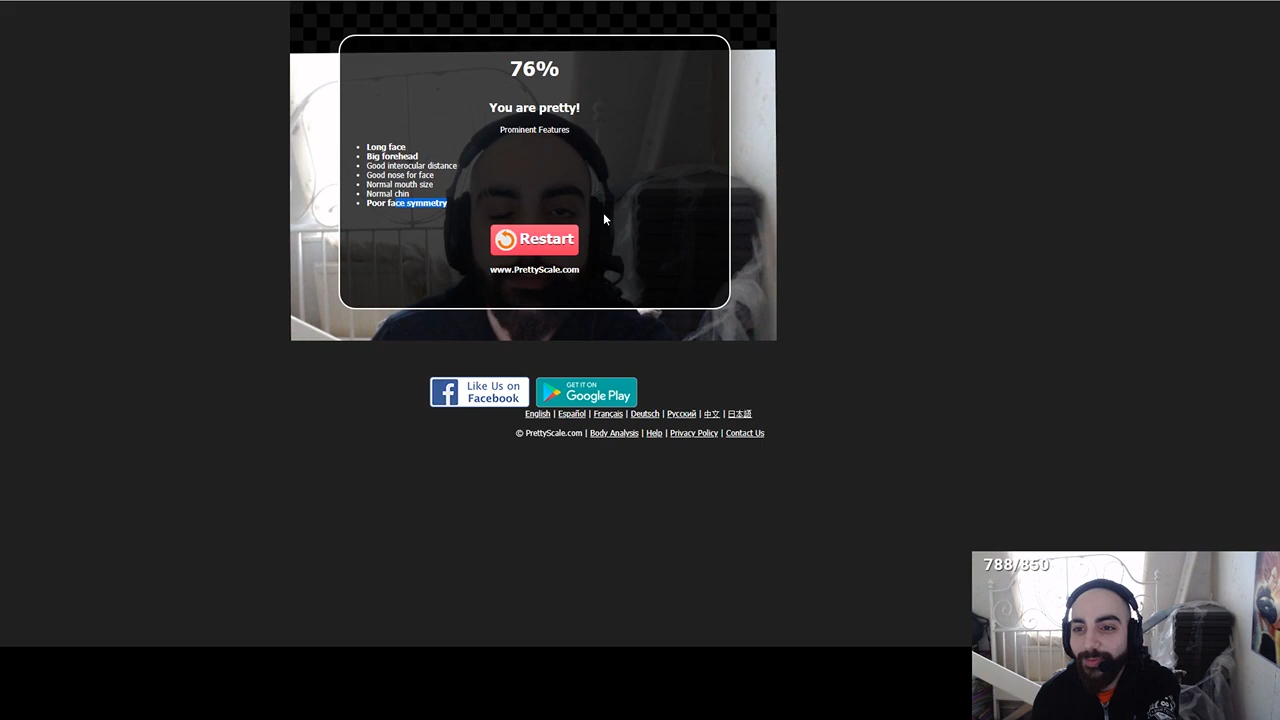 76%
You are pretty!
Prominent Features
Long face
Big forehead
Good interocular distance
Good nose for face
Normal mouth size
Normal chin
Poor face symmetry
Restart
www.PrettyScale.com
Like Us on
Facebook
GET IT ON
Google Play
English | Español | Français | Deutsch | Русский | 中文 | 日本語
© PrettyScale.com | Body Analysis | Help | Privacy Policy | Contact Us
788/850